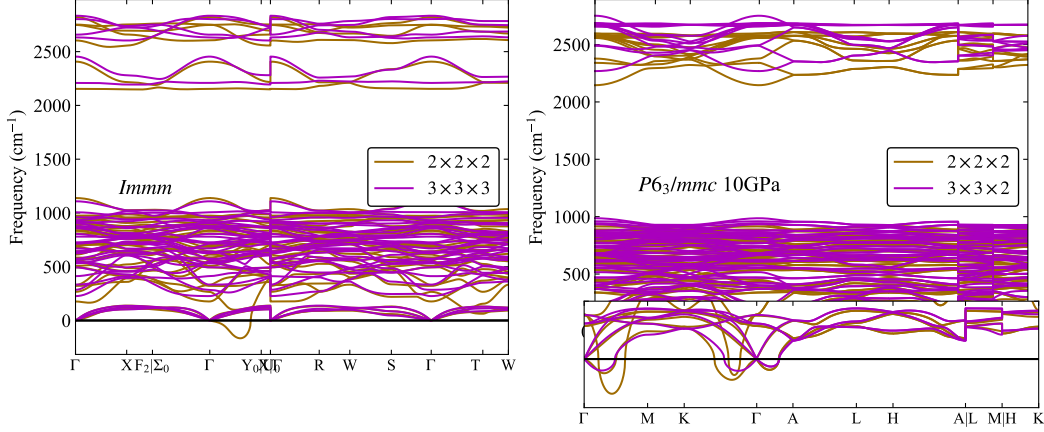 Frequency (cm⁻¹)
2500
2000
1500
1000
500
0
Immm
2×2×2
3×3×3
Γ X F₂|Σ₀ Γ R W S Γ T W
Frequency (cm⁻¹)
2500
2000
1500
1000
500
P6₃/mmc 10GPa
2×2×2
3×3×2
Γ M K Γ A L H A|L M|H K